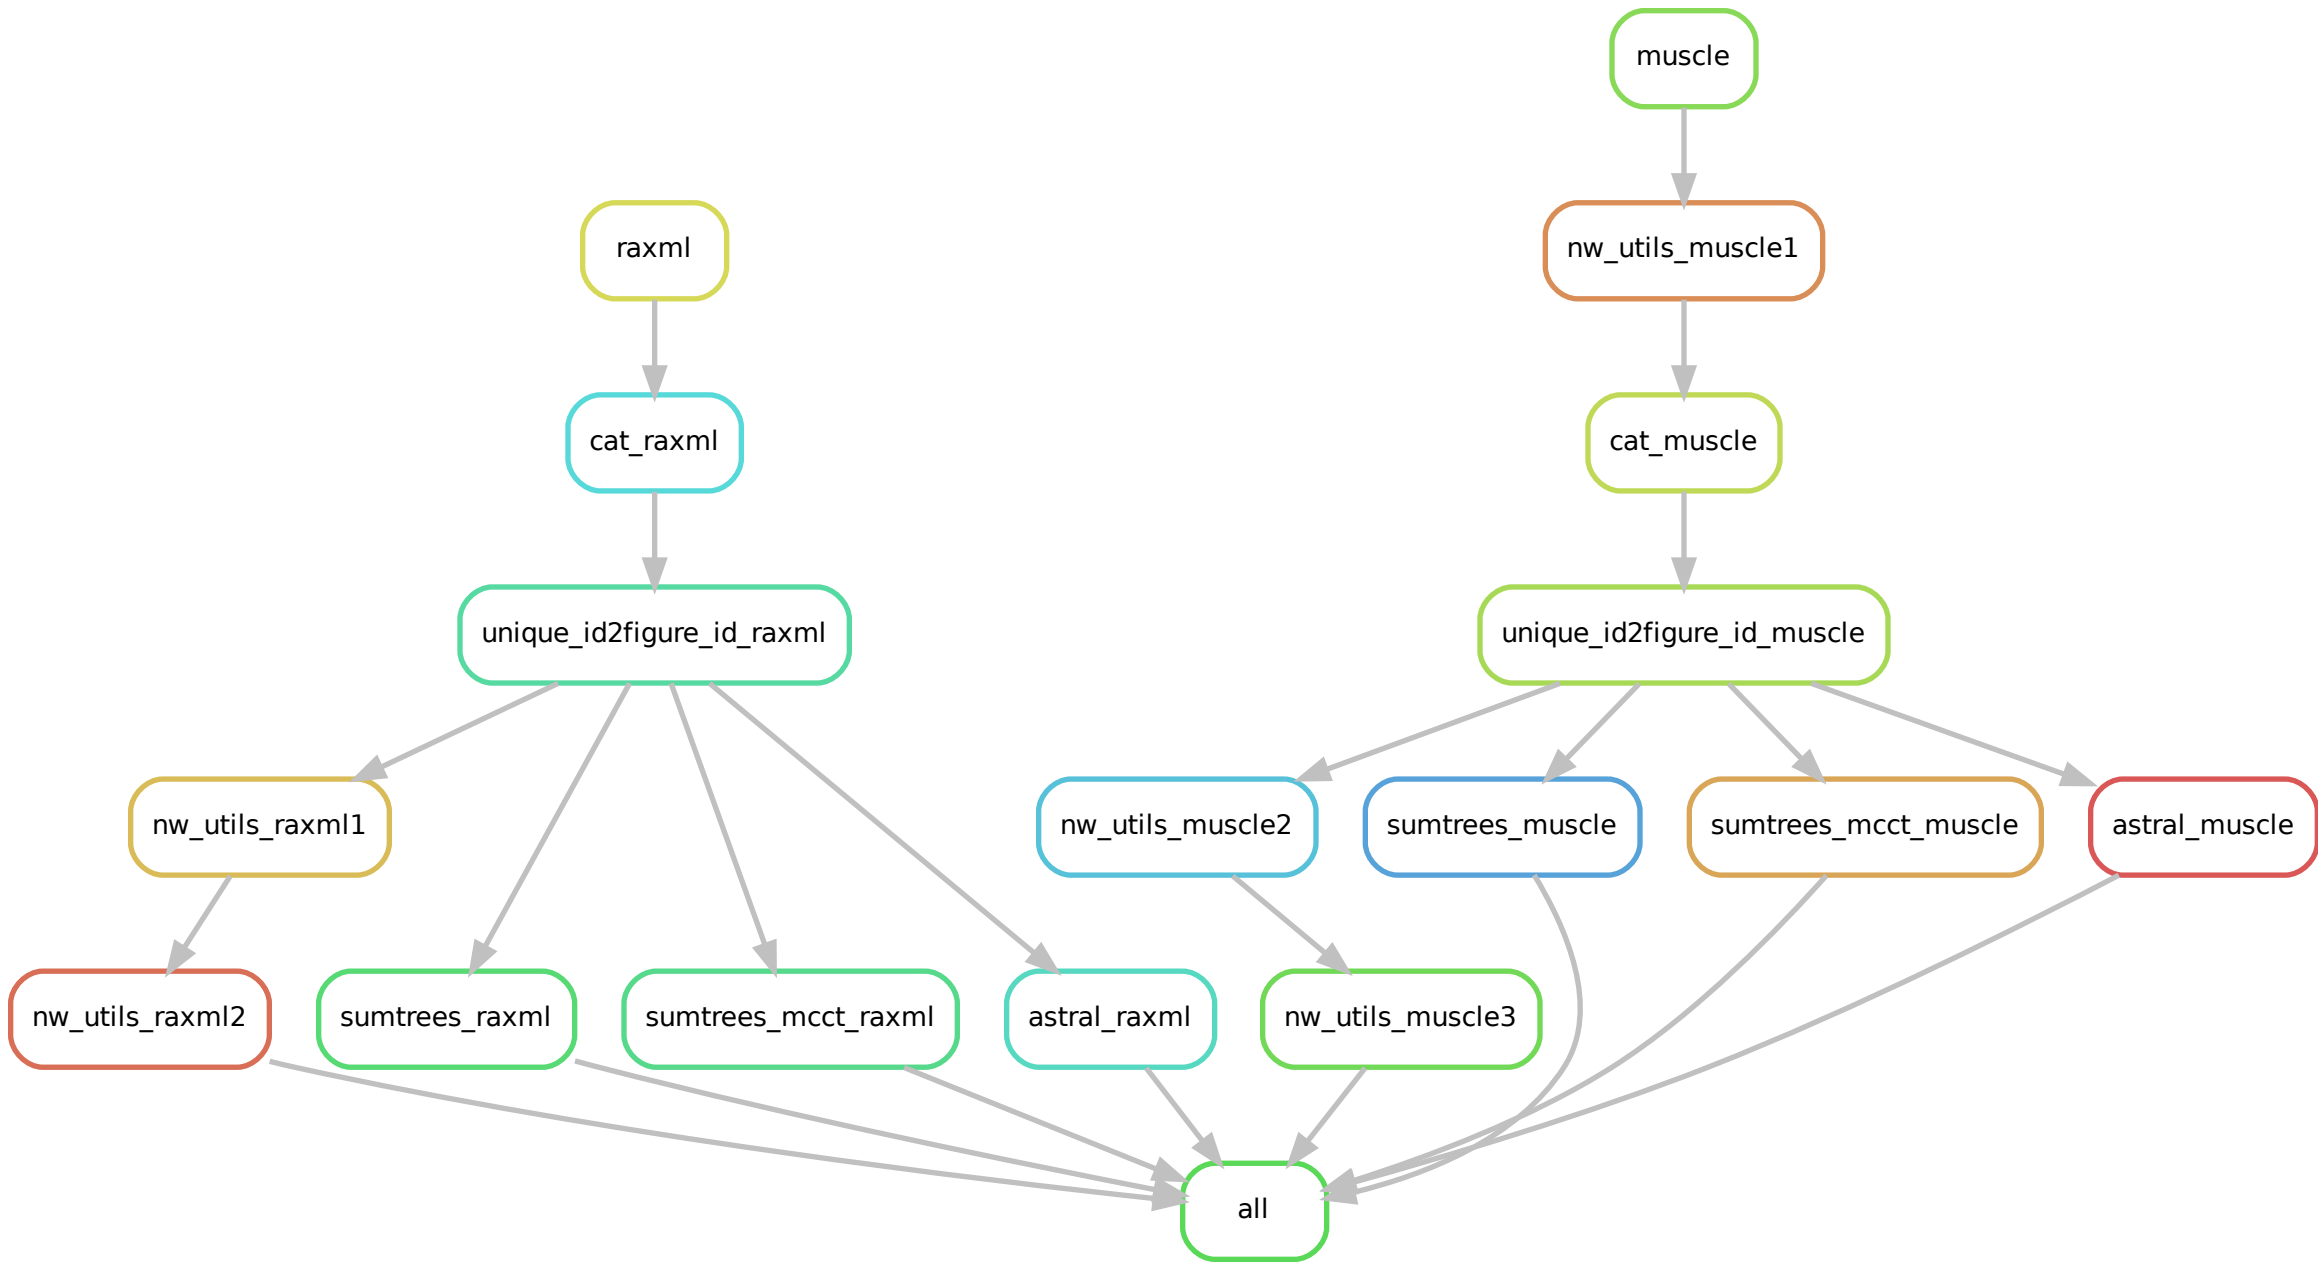 muscle
raxml
nw_utils_muscle1
cat_raxml
cat_muscle
unique_id2figure_id_raxml
unique_id2figure_id_muscle
nw_utils_raxml1
nw_utils_muscle2
sumtrees_muscle
sumtrees_mcct_muscle
astral_muscle
nw_utils_raxml2
sumtrees_raxml
sumtrees_mcct_raxml
astral_raxml
nw_utils_muscle3
all